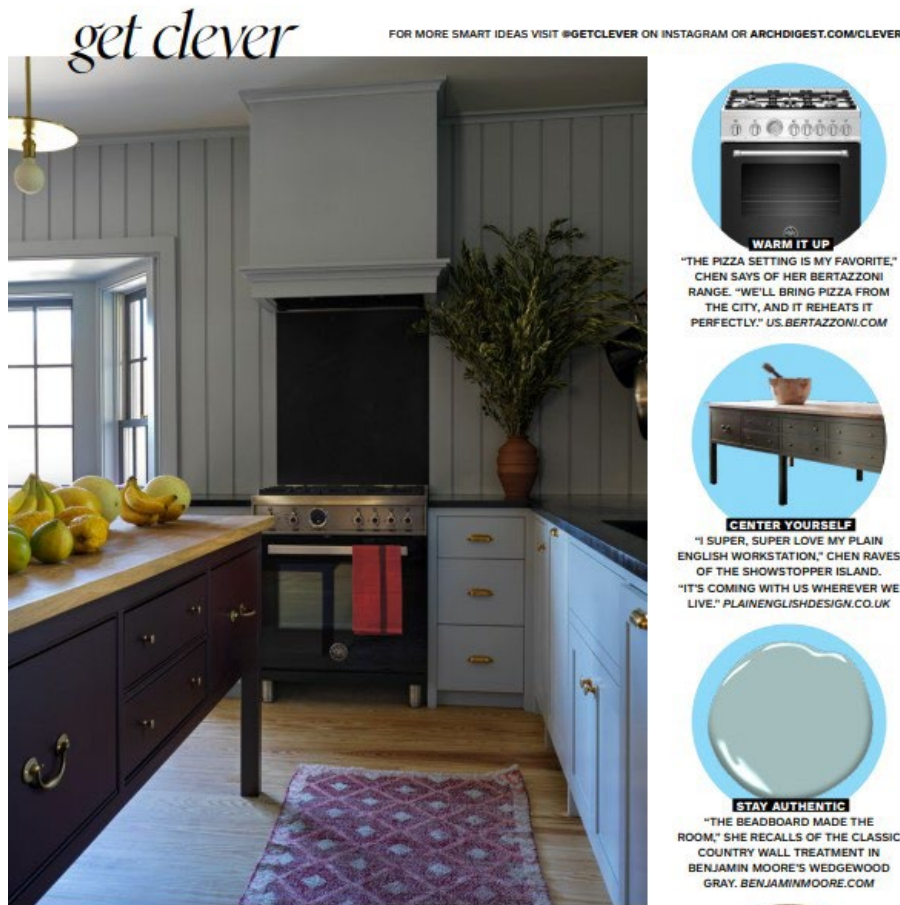 get clever
FOR MORE SMART IDEAS VISIT @GETCLEVER ON INSTAGRAM OR ARCHDIGEST.COM/CLEVER
WARM IT UP
“THE PIZZA SETTING IS MY FAVORITE,”
CHEN SAYS OF HER BERTAZZONI
RANGE. “WE’LL BRING PIZZA FROM
THE CITY, AND IT REHEATS IT
PERFECTLY.” US.BERTAZZONI.COM
CENTER YOURSELF
“I SUPER, SUPER LOVE MY PLAIN
ENGLISH WORKSTATION,” CHEN RAVES
OF THE SHOWSTOPPER ISLAND.
“IT’S COMING WITH US WHEREVER WE
LIVE.” PLAINENGLISHDESIGN.CO.UK
STAY AUTHENTIC
“THE BEADBOARD MADE THE
ROOM,” SHE RECALLS OF THE CLASSIC
COUNTRY WALL TREATMENT IN
BENJAMIN MOORE’S WEDGEWOOD
GRAY. BENJAMINMOORE.COM